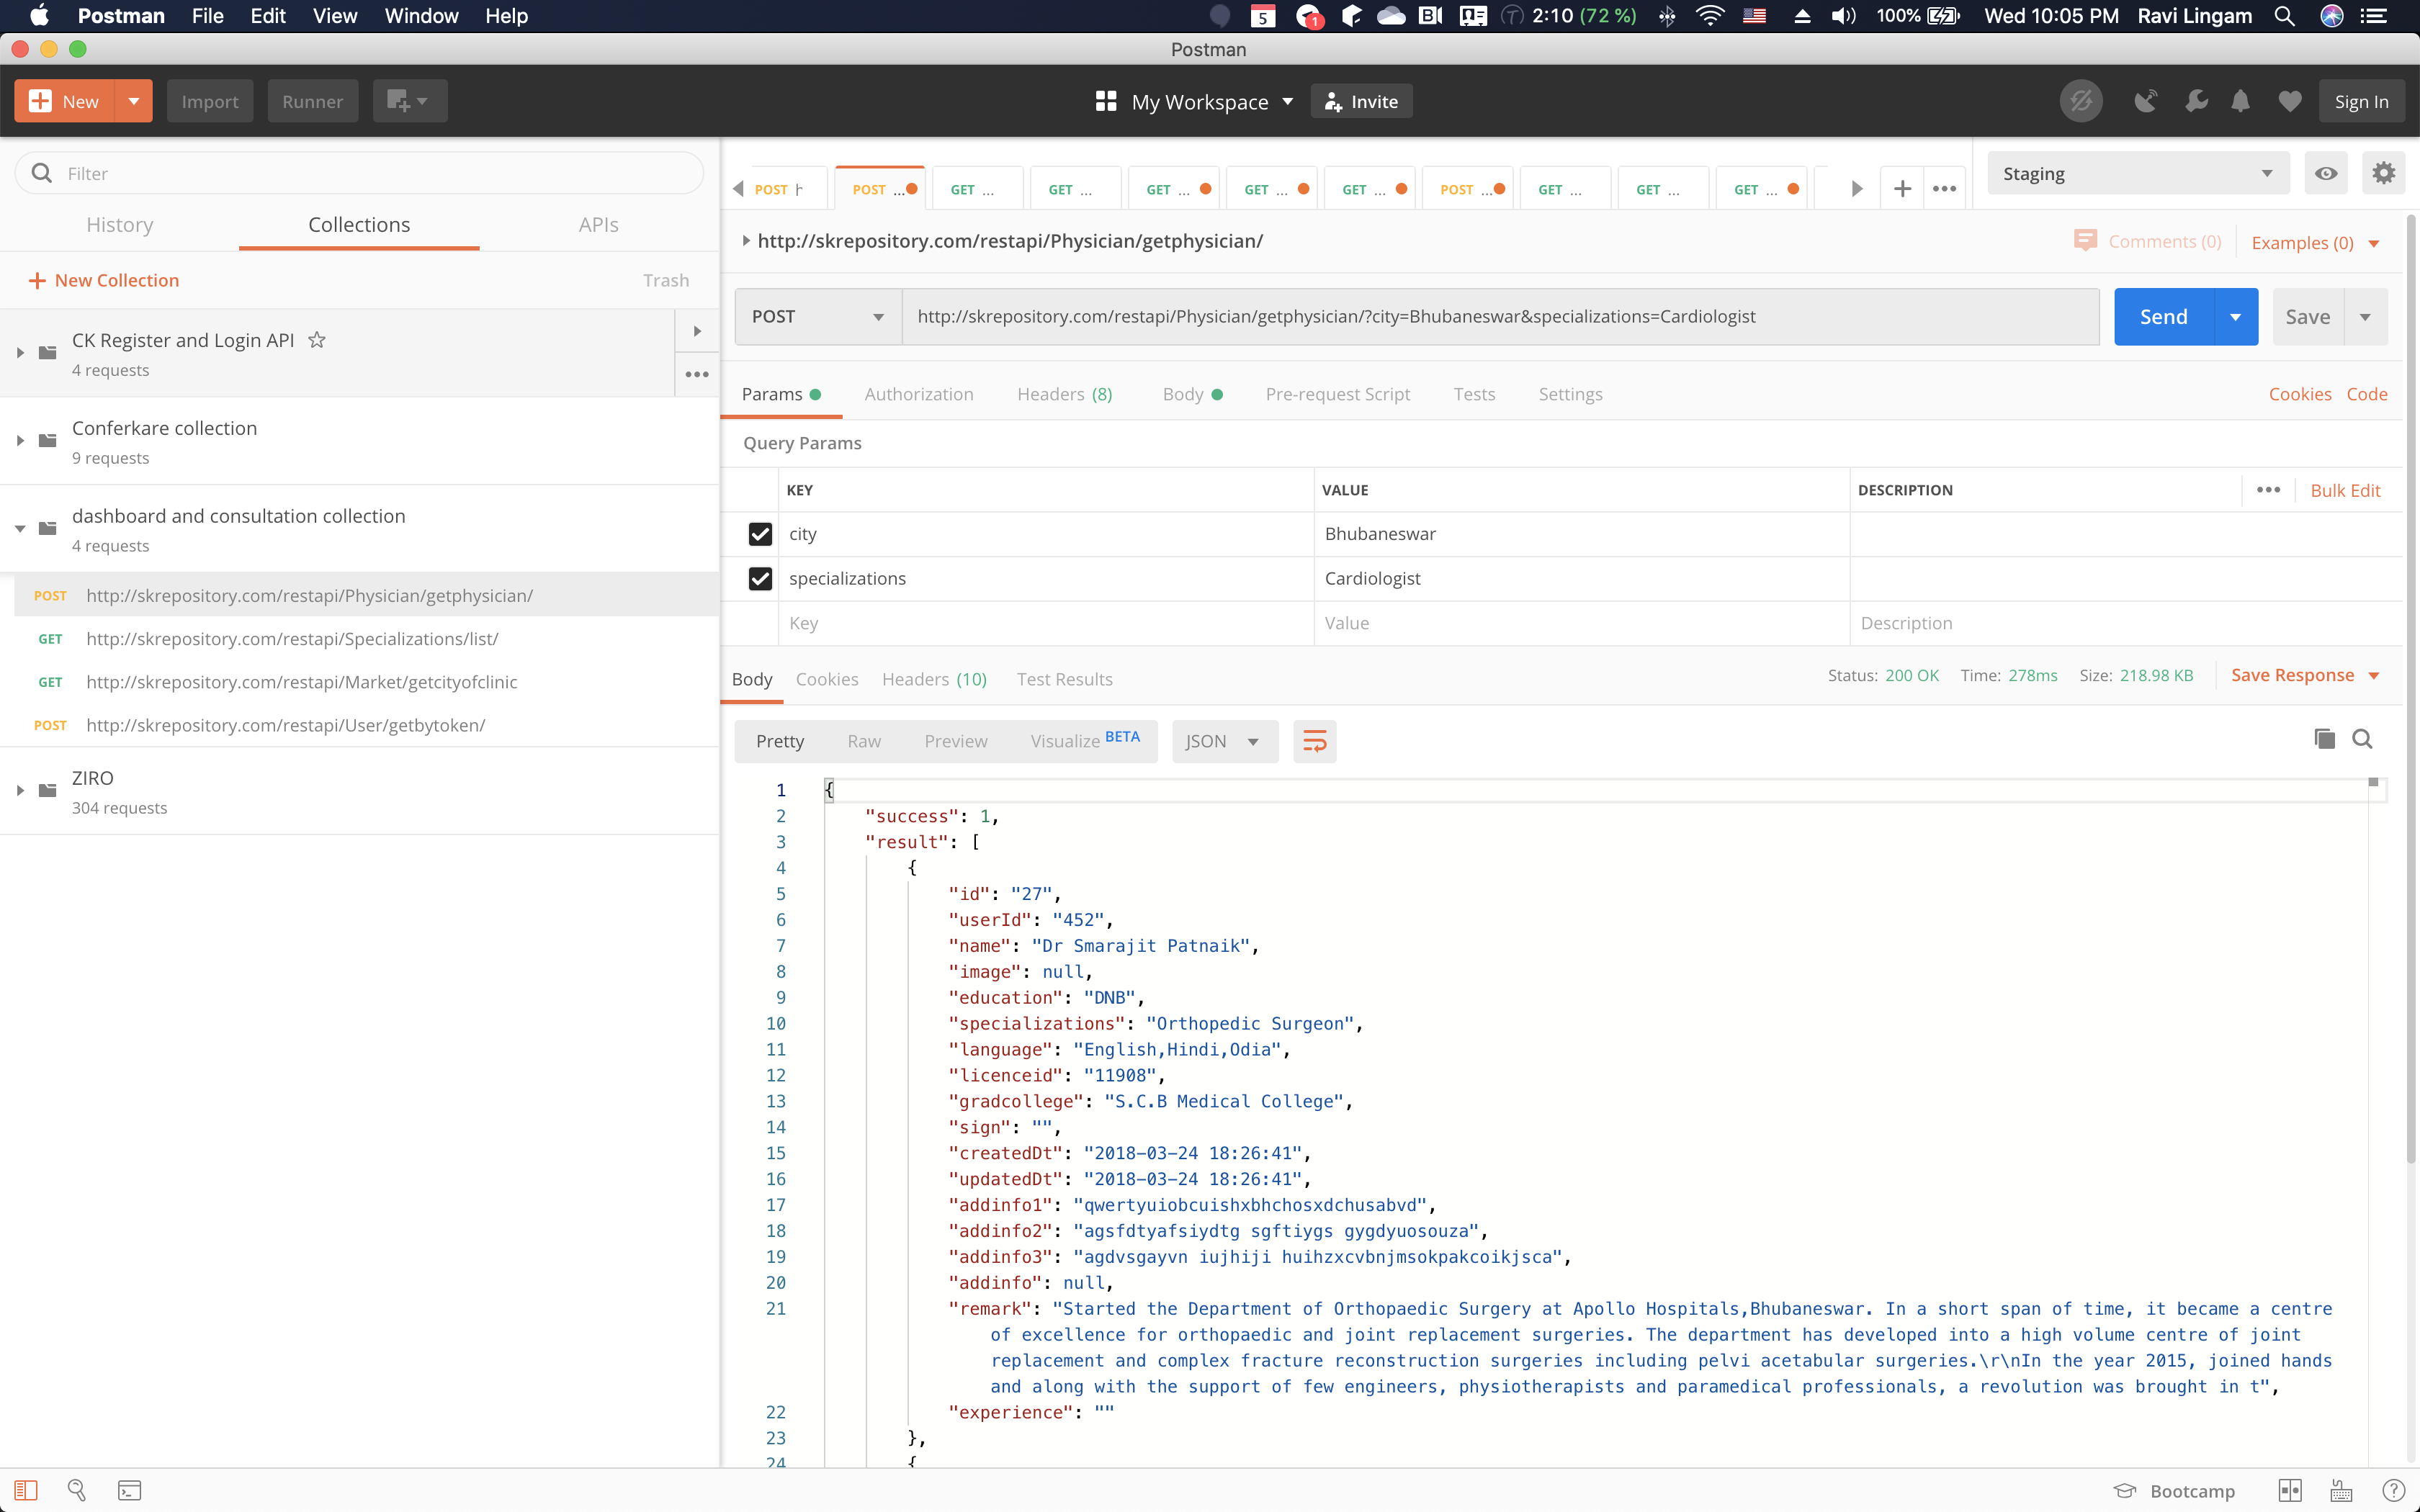 Postman File Edit View Window Help
5 1 2:10 (72 %) 100% Wed 10:05 PM Ravi Lingam
Postman
New Import Runner My Workspace Invite Sign In
Filter
History Collections APIs
New Collection Trash
CK Register and Login API
4 requests
Conferkare collection
9 requests
dashboard and consultation collection
4 requests
POST http://skrepository.com/restapi/Physician/getphysician/
GET http://skrepository.com/restapi/Specializations/list/
GET http://skrepository.com/restapi/Market/getcityofclinic
POST http://skrepository.com/restapi/User/getbytoken/
ZIRO
304 requests
POST h POST ... GET ... GET ... GET ... GET ... GET ... POST ... GET ... GET ... GET ... Staging
http://skrepository.com/restapi/Physician/getphysician/ Comments (0) Examples (0)
POST http://skrepository.com/restapi/Physician/getphysician/?city=Bhubaneswar&specializations=Cardiologist Send Save
Params Authorization Headers (8) Body Pre-request Script Tests Settings Cookies Code
Query Params
KEY VALUE DESCRIPTION Bulk Edit
city Bhubaneswar
specializations Cardiologist
Key Value Description
Body Cookies Headers (10) Test Results Status: 200 OK Time: 278ms Size: 218.98 KB Save Response
Pretty Raw Preview Visualize BETA JSON
1 {
2 "success": 1,
3 "result": [
4 {
5 "id": "27",
6 "userId": "452",
7 "name": "Dr Smarajit Patnaik",
8 "image": null,
9 "education": "DNB",
10 "specializations": "Orthopedic Surgeon",
11 "language": "English,Hindi,Odia",
12 "licenceid": "11908",
13 "gradcollege": "S.C.B Medical College",
14 "sign": "",
15 "createdDt": "2018-03-24 18:26:41",
16 "updatedDt": "2018-03-24 18:26:41",
17 "addinfo1": "qwertyuiobcuishxbhchosxdchusabvd",
18 "addinfo2": "agsfdtyafsiydtg sgftiygs gygdyuosouza",
19 "addinfo3": "agdvsgayvn iujhiji huihzxcvbnjmsokpakcoikjsca",
20 "addinfo": null,
21 "remark": "Started the Department of Orthopaedic Surgery at Apollo Hospitals,Bhubaneswar. In a short span of time, it became a centre
of excellence for orthopaedic and joint replacement surgeries. The department has developed into a high volume centre of joint
replacement and complex fracture reconstruction surgeries including pelvi acetabular surgeries.\r\nIn the year 2015, joined hands
and along with the support of few engineers, physiotherapists and paramedical professionals, a revolution was brought in t",
22 "experience": ""
23 },
24 {
Bootcamp